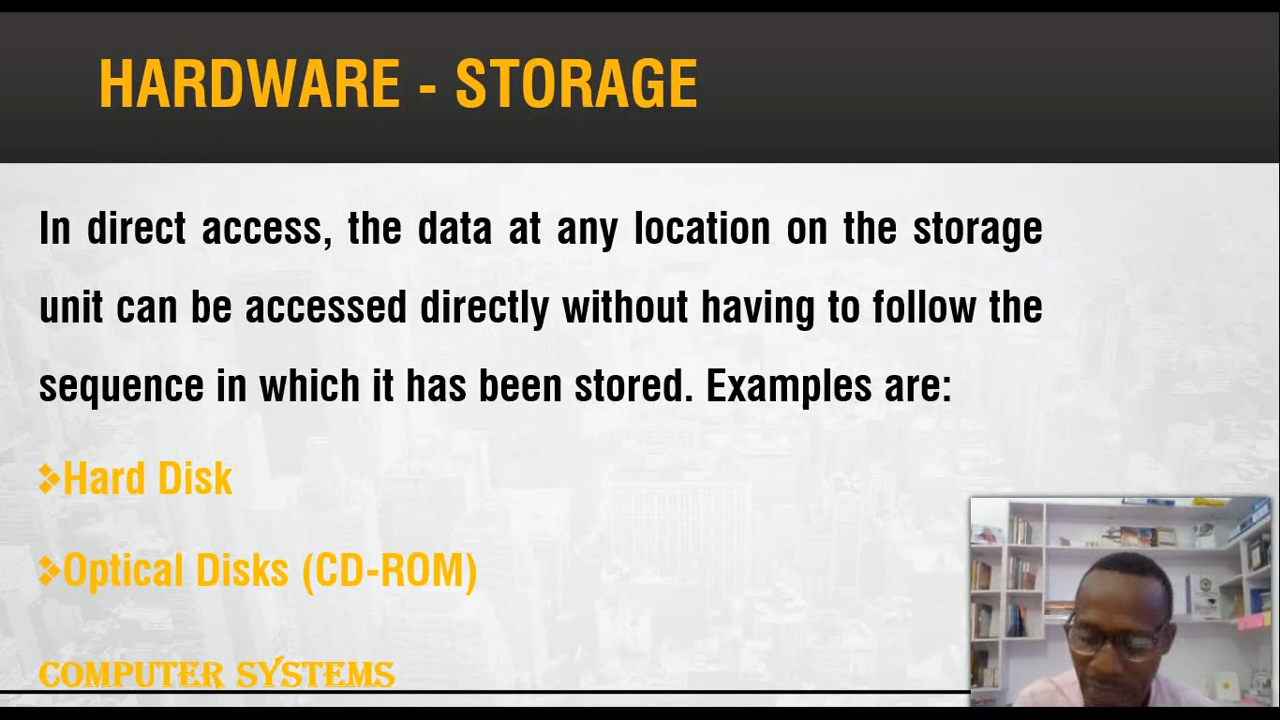 HARDWARE - STORAGE
In direct access, the data at any location on the storage
unit can be accessed directly without having to follow the
sequence in which it has been stored. Examples are:
Hard Disk
Optical Disks (CD-ROM)
COMPUTER SYSTEMS